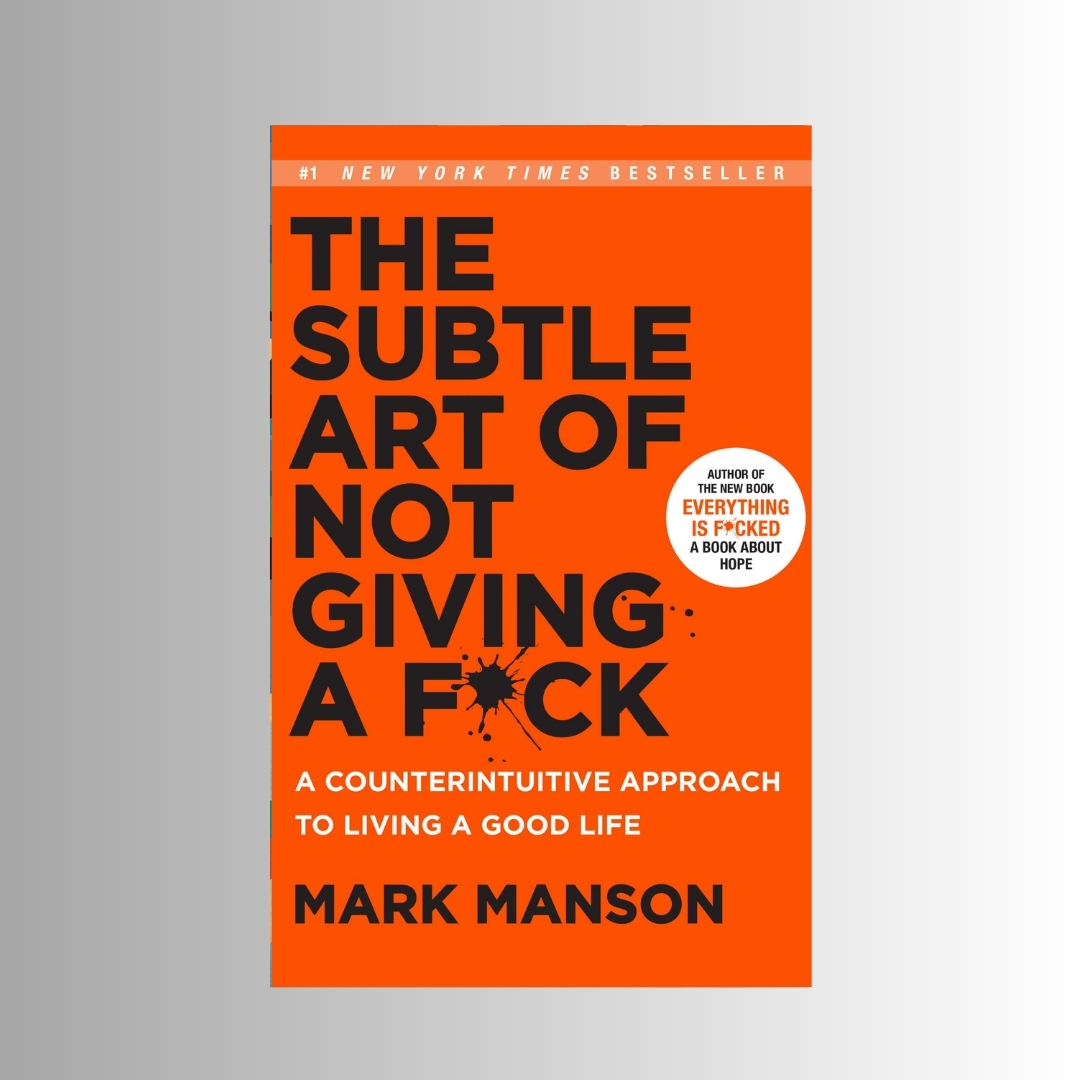 #1 NEW YORK TIMES BESTSELLER
THE
SUBTLE
ART OF
NOT
GIVING
A F*CK
AUTHOR OF
THE NEW BOOK
EVERYTHING
IS F*CKED
A BOOK ABOUT
HOPE
A COUNTERINTUITIVE APPROACH
TO LIVING A GOOD LIFE
MARK MANSON